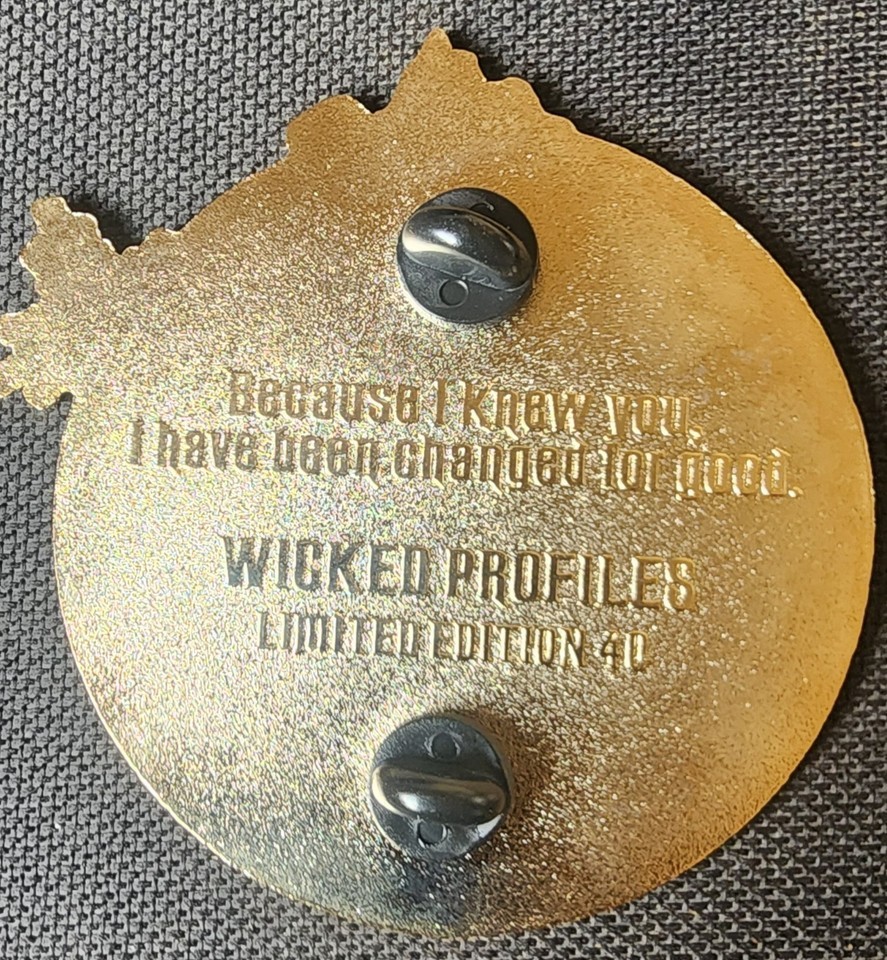 Because I knew you,
I have been changed for good.
WICKED PROFILES
LIMITED EDITION 40